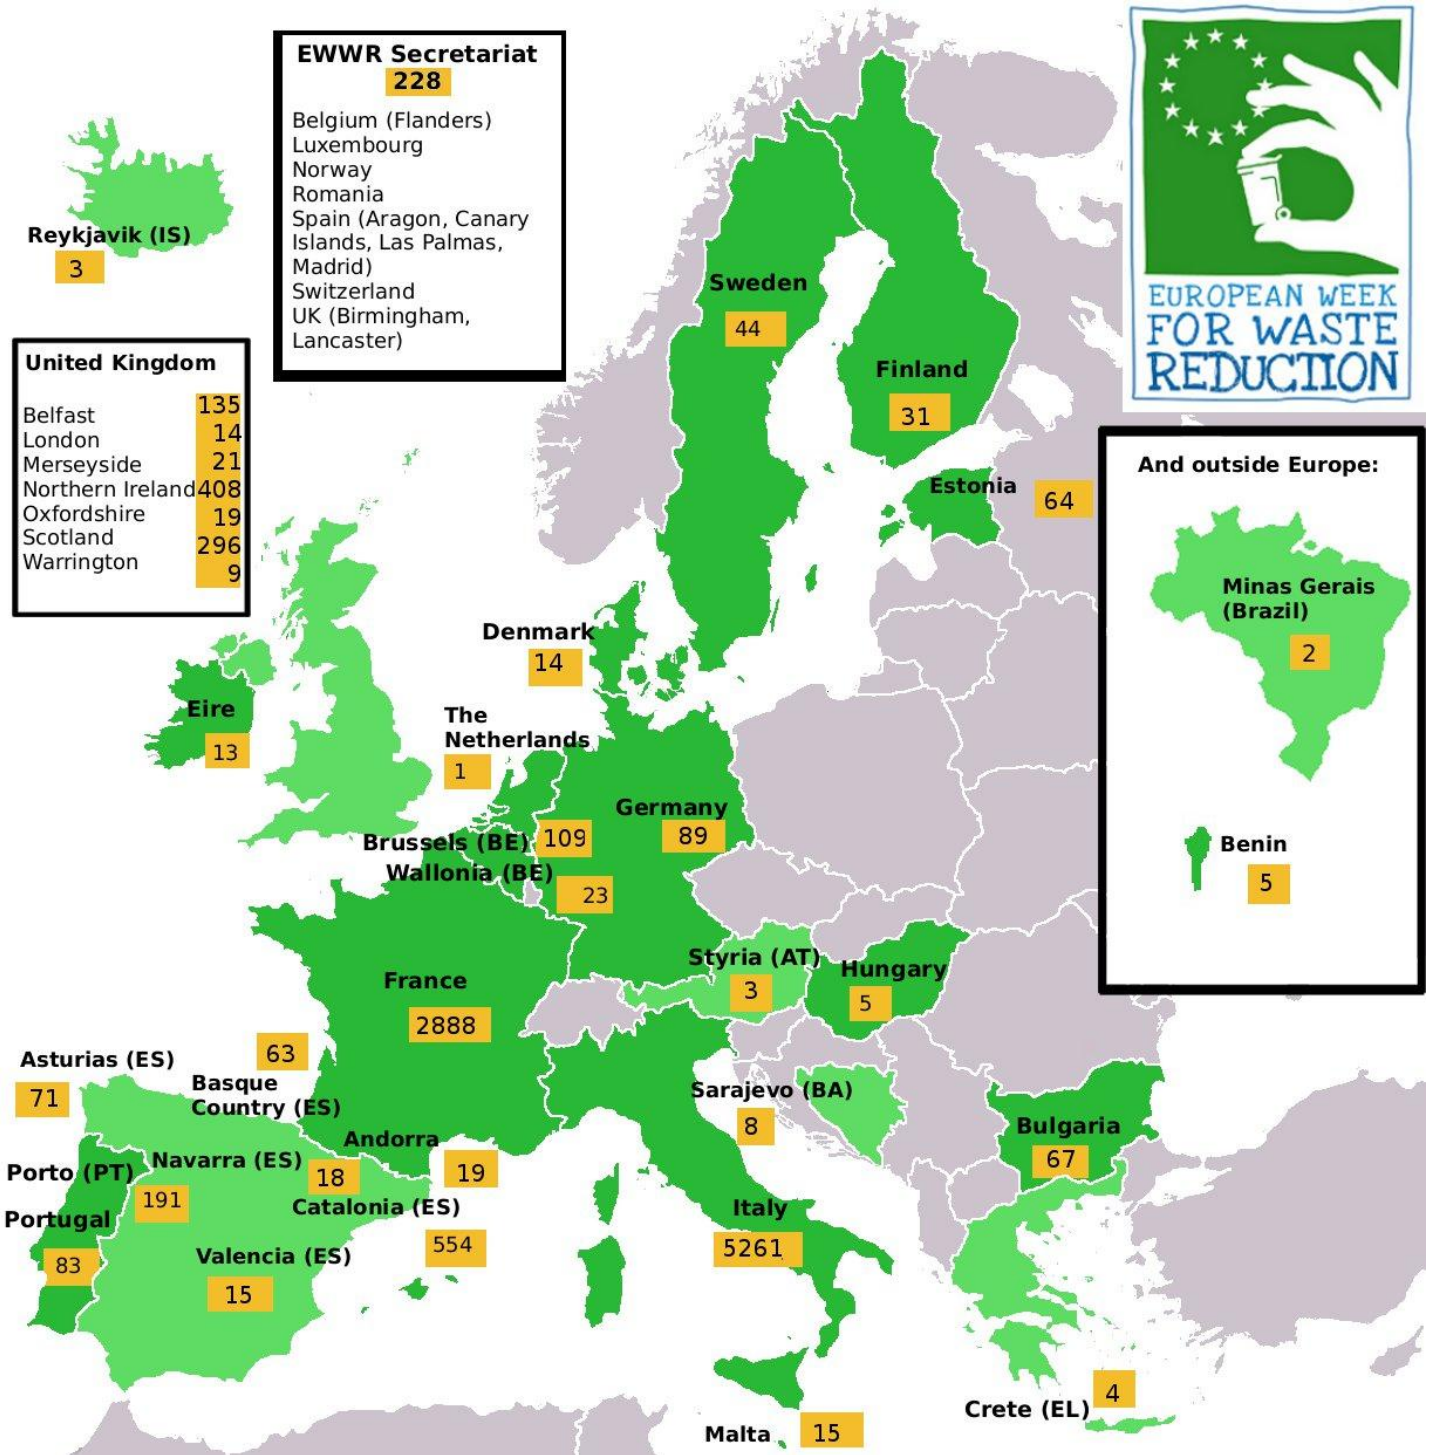 EWWR Secretariat
228
Belgium (Flanders)
Luxembourg
Norway
Romania
Spain (Aragon, Canary
Islands, Las Palmas,
Madrid)
Switzerland
UK (Birmingham,
Lancaster)
EUROPEAN WEEK
FOR WASTE
REDUCTION
Reykjavik (IS)
3
United Kingdom
Belfast 135
London 14
Merseyside 21
Northern Ireland 408
Oxfordshire 19
Scotland 296
Warrington 9
Sweden
44
Finland
31
Estonia 64
And outside Europe:
Minas Gerais
(Brazil)
2
Benin
5
Denmark
14
Eire
13
The
Netherlands
1
Germany
89
Brussels (BE) 109
Wallonia (BE)
23
France
2888
Styria (AT)
3
Hungary
5
Asturias (ES)
71
63
Basque
Country (ES)
Andorra
19
Navarra (ES)
18
Catalonia (ES)
554
Porto (PT)
191
Portugal
83
Valencia (ES)
15
Sarajevo (BA)
8
Bulgaria
67
Italy
5261
Crete (EL)
4
Malta 15